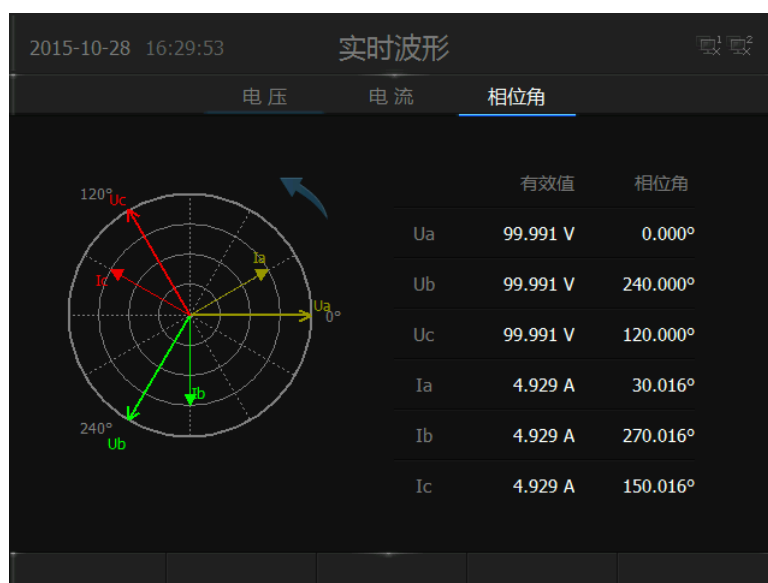 2015-10-28 16:29:53 实时波形 1 2
电压 电流 相位角
有效值 相位角
120° Uc
Ia
Ua 99.991 V 0.000°
Ic
Ub 99.991 V 240.000°
Ua 0°
Uc 99.991 V 120.000°
Ia 4.929 A 30.016°
Ib
240° Ub
Ib 4.929 A 270.016°
Ic 4.929 A 150.016°